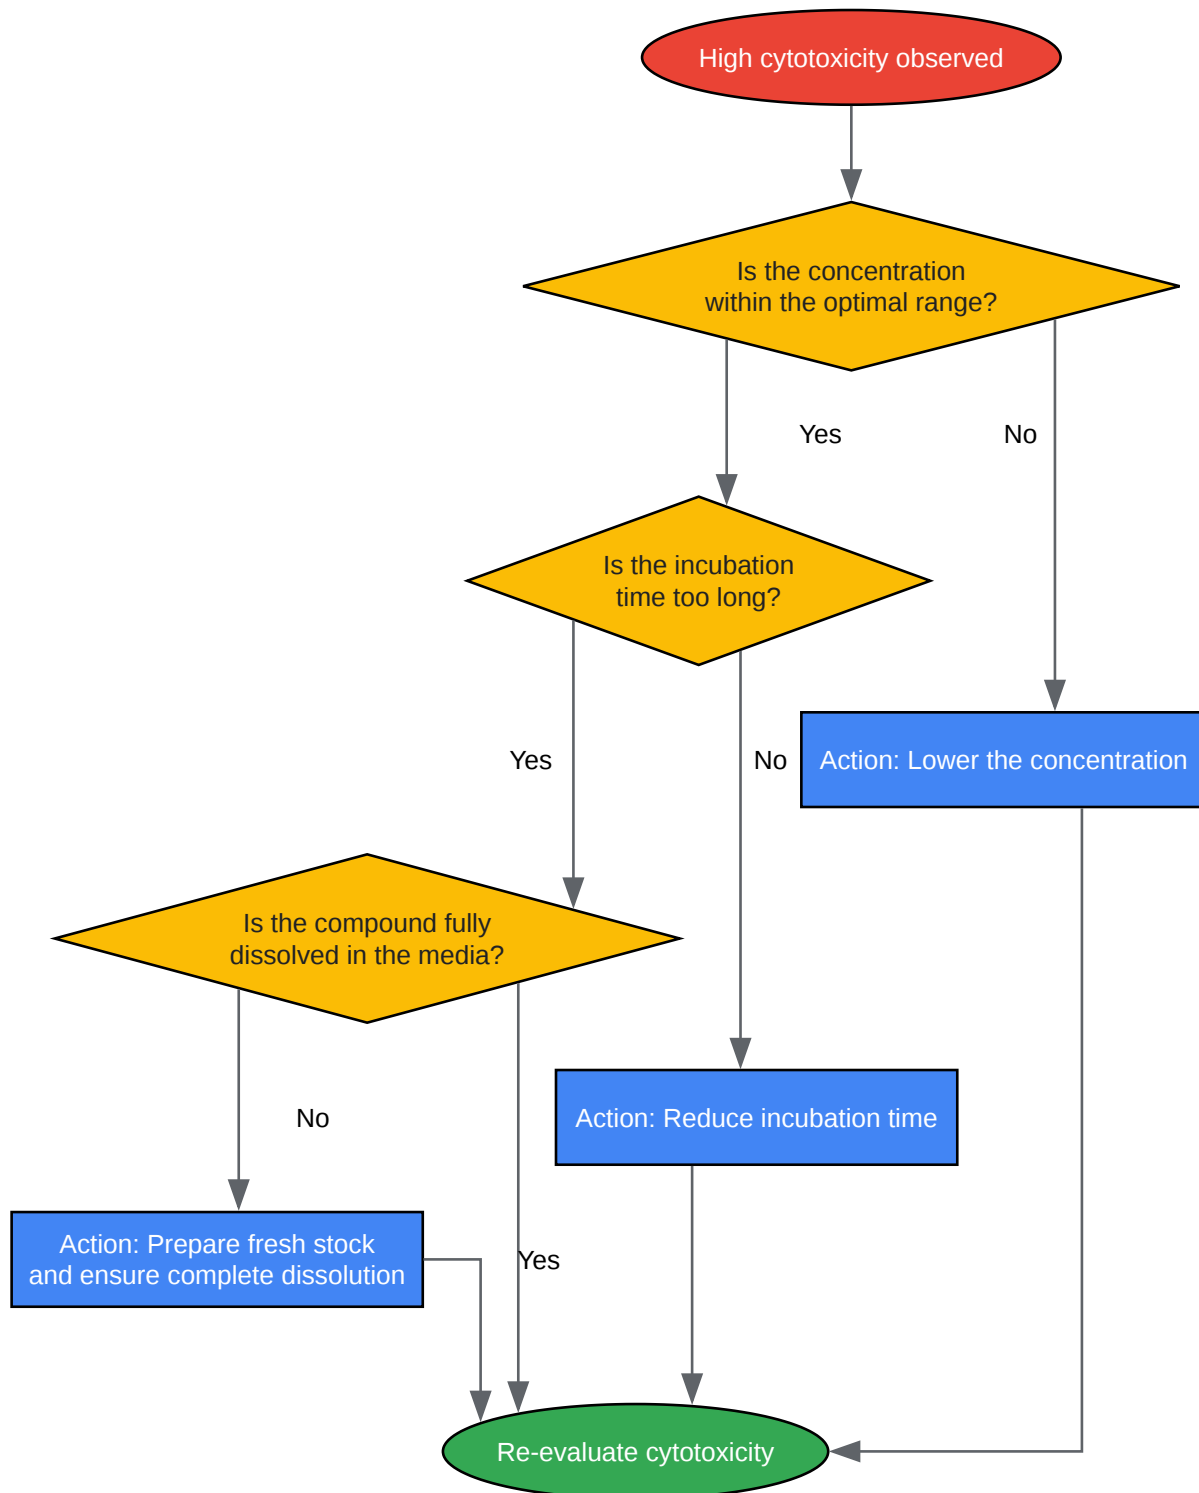 High cytotoxicity observed
Is the concentration
within the optimal range?
Yes
No
Is the incubation
time too long?
Yes
No
Action: Lower the concentration
Is the compound fully
dissolved in the media?
No
Action: Reduce incubation time
Action: Prepare fresh stock
and ensure complete dissolution
Yes
Re-evaluate cytotoxicity